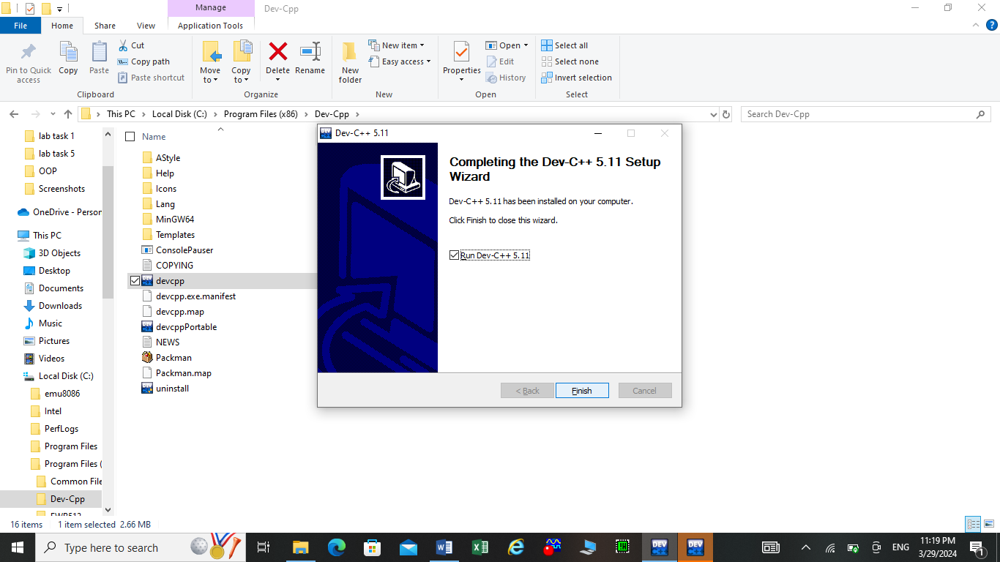 Manage
Dev-Cpp
File
Home
Share
View
Application Tools
Pin to Quick access
Copy
Paste
Cut
Copy path
Paste shortcut
Clipboard
Move to
Copy to
Delete
Rename
Organize
New folder
New item
Easy access
New
Properties
Open
Edit
History
Open
Select all
Select none
Invert selection
Select
This PC > Local Disk (C:) > Program Files (x86) > Dev-Cpp >
Search Dev-Cpp
lab task 1
lab task 5
OOP
Screenshots
OneDrive - Person
This PC
3D Objects
Desktop
Documents
Downloads
Music
Pictures
Videos
Local Disk (C:)
emu8086
Intel
PerfLogs
Program Files
Program Files (
Common File
Dev-Cpp
Name
AStyle
Help
Icons
Lang
MinGW64
Templates
ConsolePauser
COPYING
devcpp
devcpp.exe.manifest
devcpp.map
devcppPortable
NEWS
Packman
Packman.map
uninstall
Dev-C++ 5.11
Completing the Dev-C++ 5.11 Setup
Wizard
Dev-C++ 5.11 has been installed on your computer.
Click Finish to close this wizard.
Run Dev-C++ 5.11
< Back
Finish
Cancel
16 items
1 item selected 2.66 MB
Type here to search
DEV
DEV
ENG
11:19 PM
3/29/2024
1